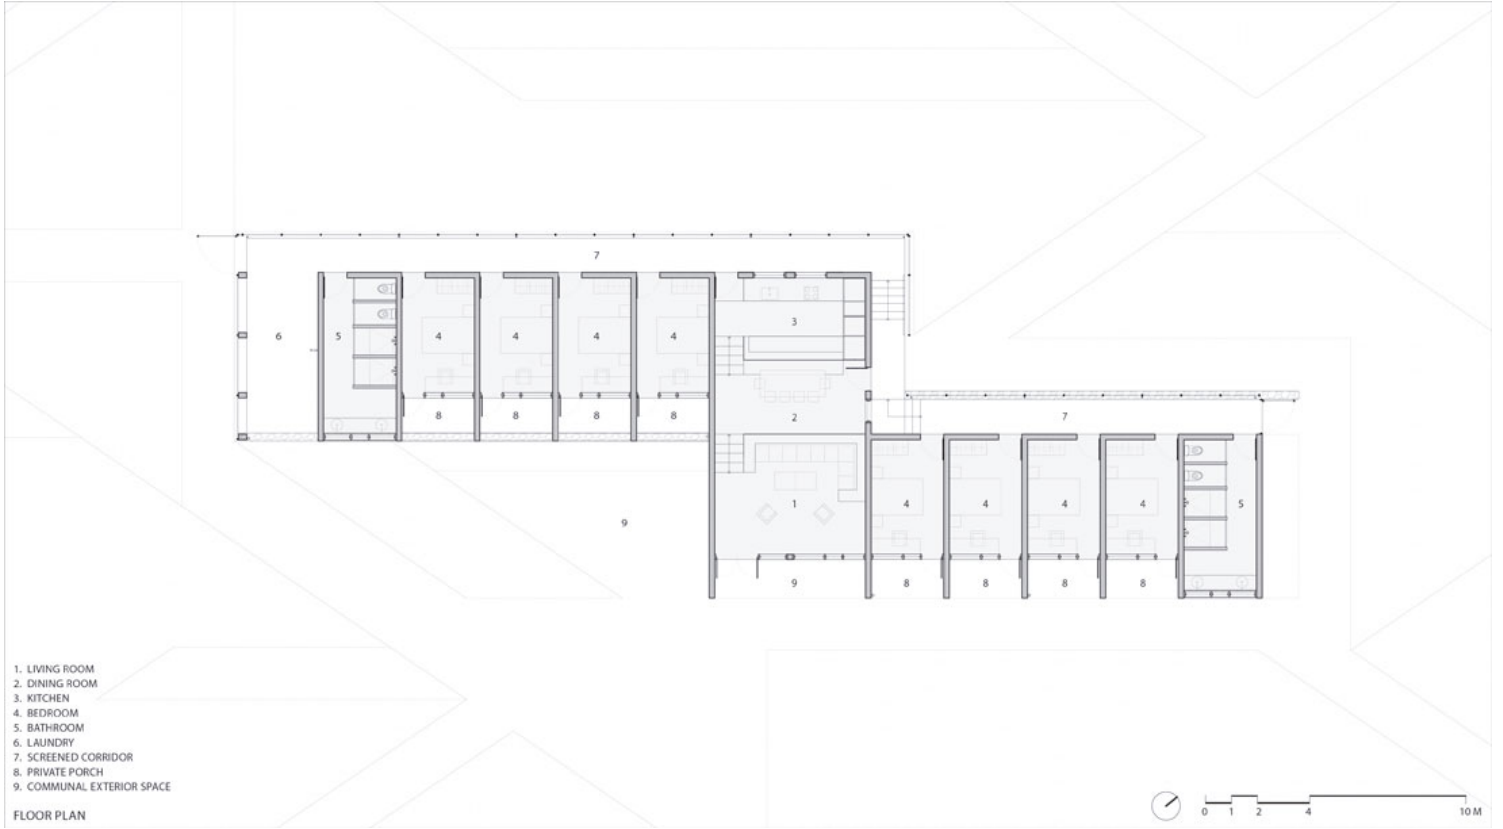 7
6
5
4
4
4
4
3
8
8
8
8
2
7
1
4
4
4
4
5
9
9
8
8
8
8
1. LIVING ROOM
2. DINING ROOM
3. KITCHEN
4. BEDROOM
5. BATHROOM
6. LAUNDRY
7. SCREENED CORRIDOR
8. PRIVATE PORCH
9. COMMUNAL EXTERIOR SPACE
FLOOR PLAN
0 1 2 4 10 M